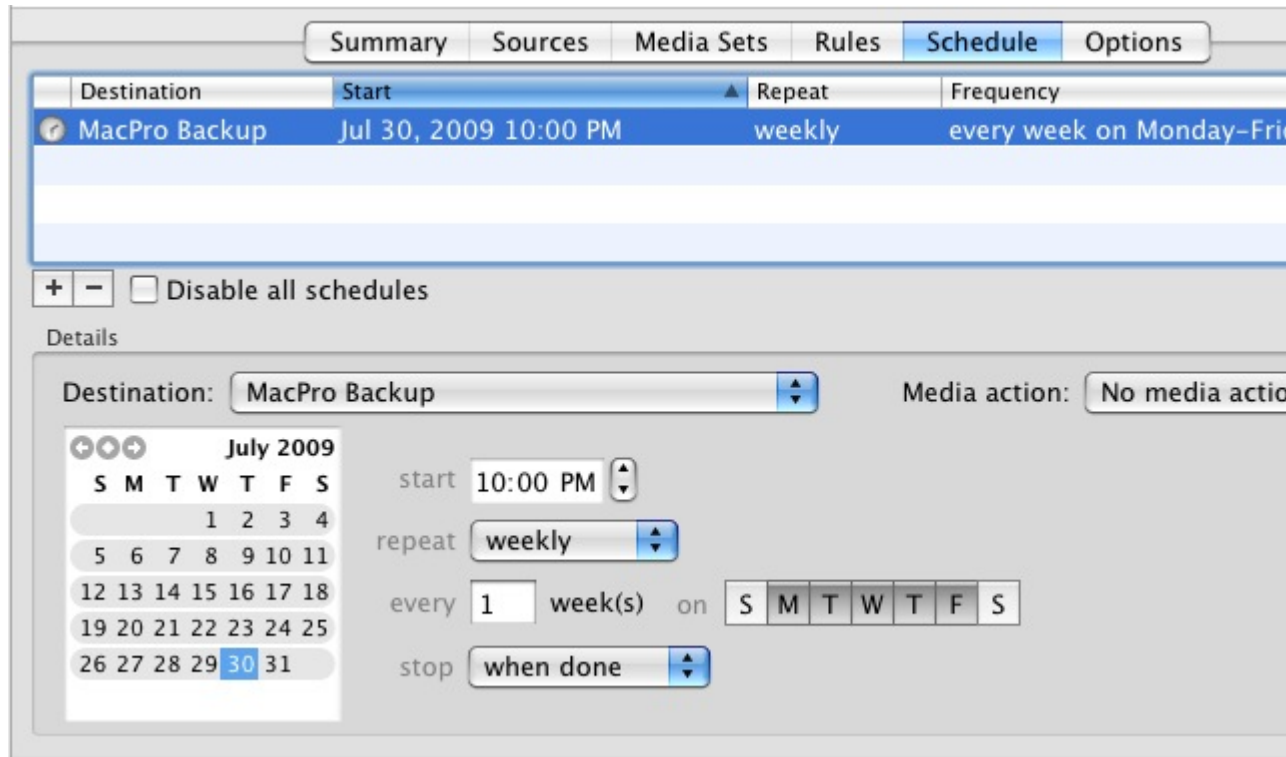 Summary Sources Media Sets Rules Schedule Options
Destination Start Repeat Frequency
MacPro Backup Jul 30, 2009 10:00 PM weekly every week on Monday-Fri
+ - Disable all schedules
Details
Destination: MacPro Backup Media action: No media actio
July 2009
S M T W T F S
1 2 3 4
5 6 7 8 9 10 11
12 13 14 15 16 17 18
19 20 21 22 23 24 25
26 27 28 29 30 31
start 10:00 PM
repeat weekly
every 1 week(s) on S M T W T F S
stop when done